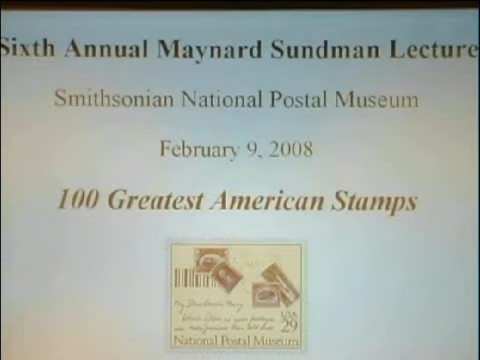 Sixth Annual Maynard Sundman Lecture
Smithsonian National Postal Museum
February 9, 2008
100 Greatest American Stamps
USA
29
National Postal Museum